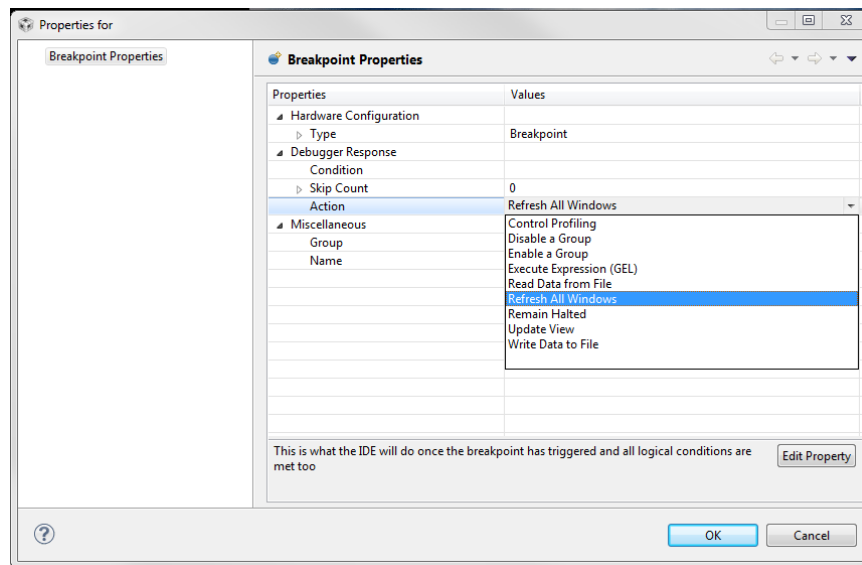 Properties for
Breakpoint Properties
Breakpoint Properties
Properties Values
Hardware Configuration
Type Breakpoint
Debugger Response
Condition
Skip Count 0
Action Refresh All Windows
Miscellaneous Control Profiling
Disable a Group
Group Enable a Group
Name Execute Expression (GEL)
Read Data from File
Refresh All Windows
Remain Halted
Update View
Write Data to File
This is what the IDE will do once the breakpoint has triggered and all logical conditions are
met too
Edit Property
OK Cancel